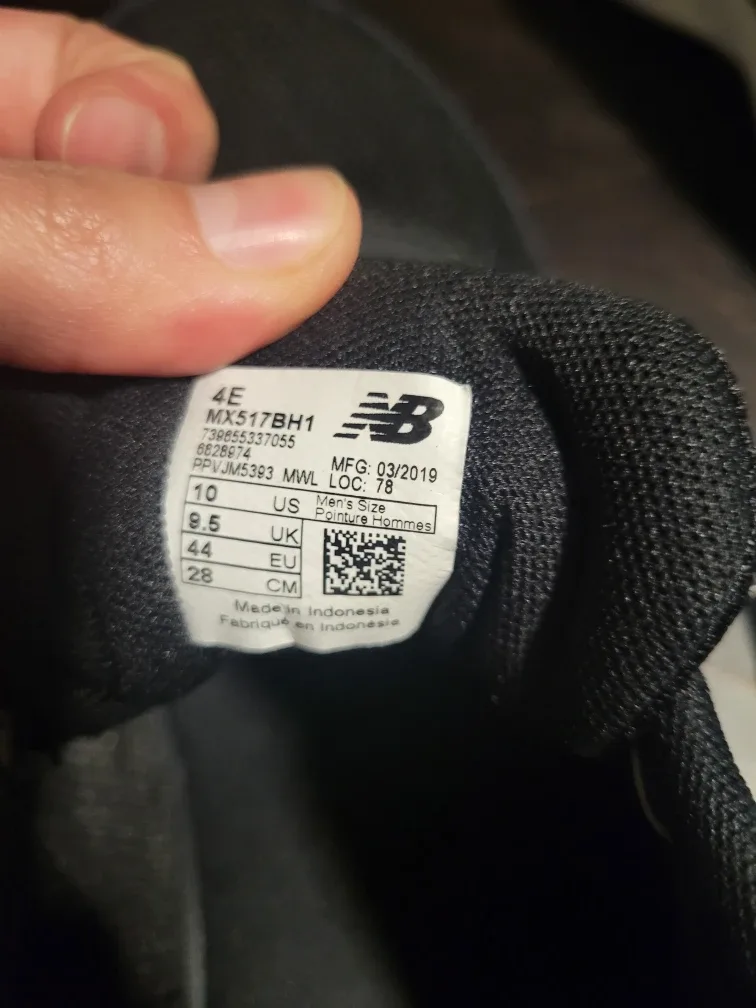 4E
MX517BH1
739655337055
6628974
PPVJM5393 MWL
NB
MFG: 03/2019
LOC: 78
10 US
9.5 UK
44 EU
28 CM
Men's Size
Pointure Hommes
Made in Indonesia
Fabriqué en Indonésie